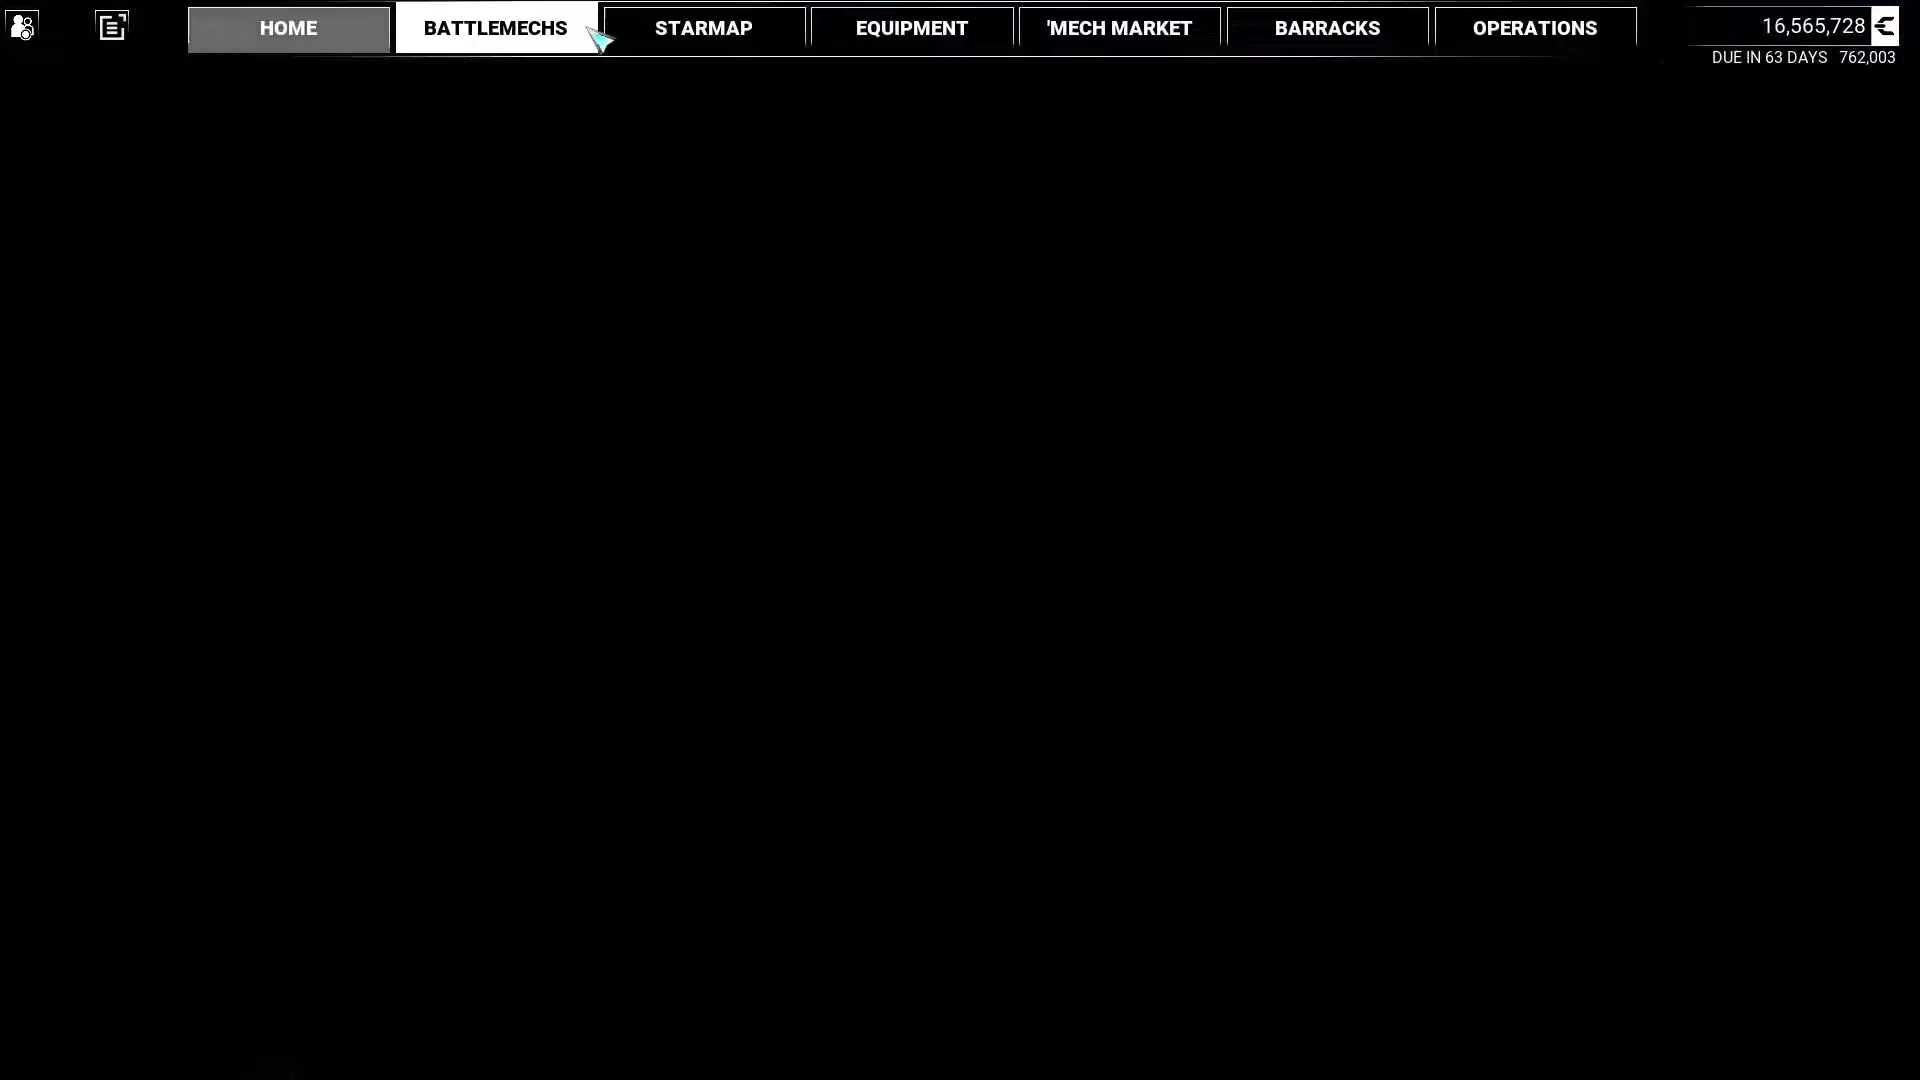 HOME
BATTLEMECHS
STARMAP
EQUIPMENT
'MECH MARKET
BARRACKS
OPERATIONS
16,565,728
DUE IN 63 DAYS 762,003